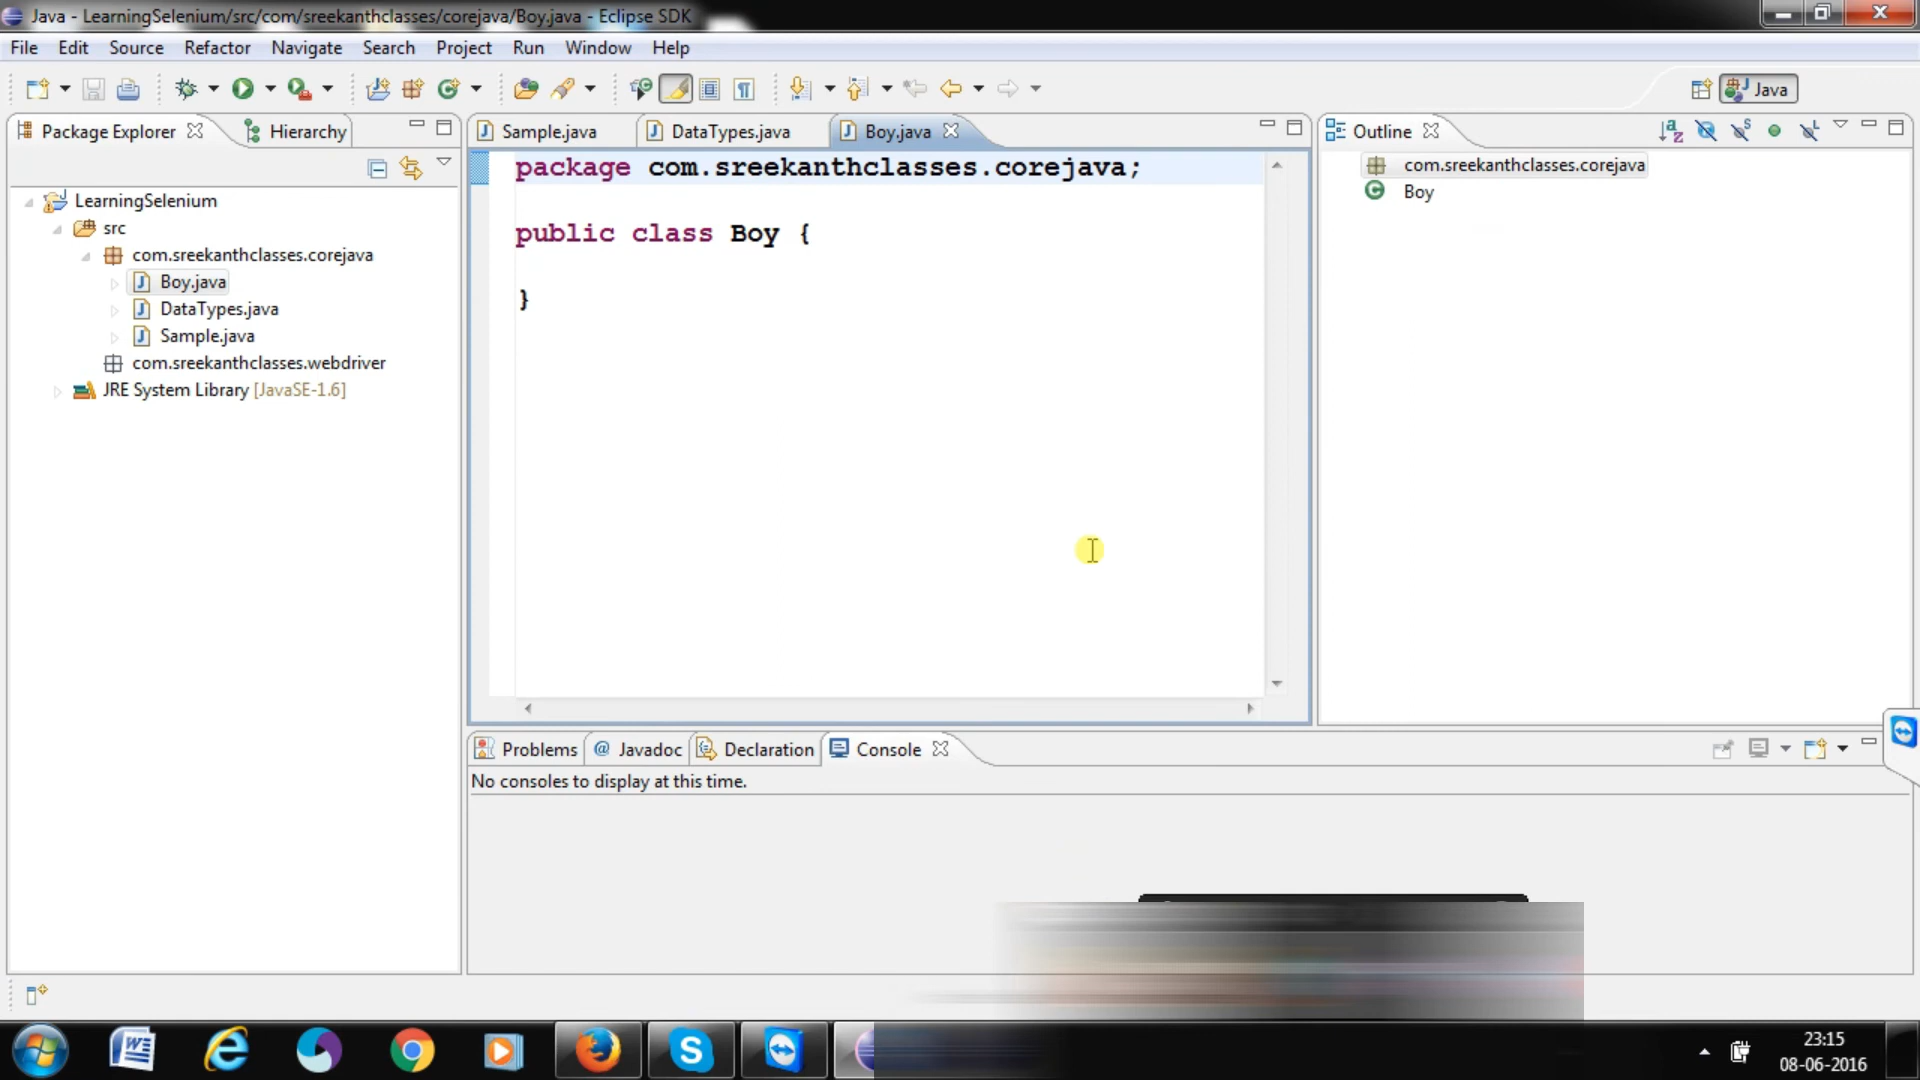 Java - LearningSelenium/src/com/sreekanthclasses/corejava/Boy.java - Eclipse SDK
File Edit Source Refactor Navigate Search Project Run Window Help
Java
Package Explorer
Hierarchy
LearningSelenium
src
com.sreekanthclasses.corejava
Boy.java
DataTypes.java
Sample.java
com.sreekanthclasses.webdriver
JRE System Library [JavaSE-1.6]
Sample.java
DataTypes.java
Boy.java
package com.sreekanthclasses.corejava;
public class Boy {
}
Outline
com.sreekanthclasses.corejava
Boy
Problems
@ Javadoc
Declaration
Console
No consoles to display at this time.
23:15
08-06-2016